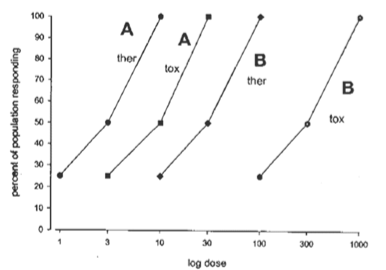 100
90
80
70
60
50
40
30
20
10
0
percent of population responding
A
ther
A
tox
B
ther
B
tox
1 3 10 30 100 300 1000
log dose